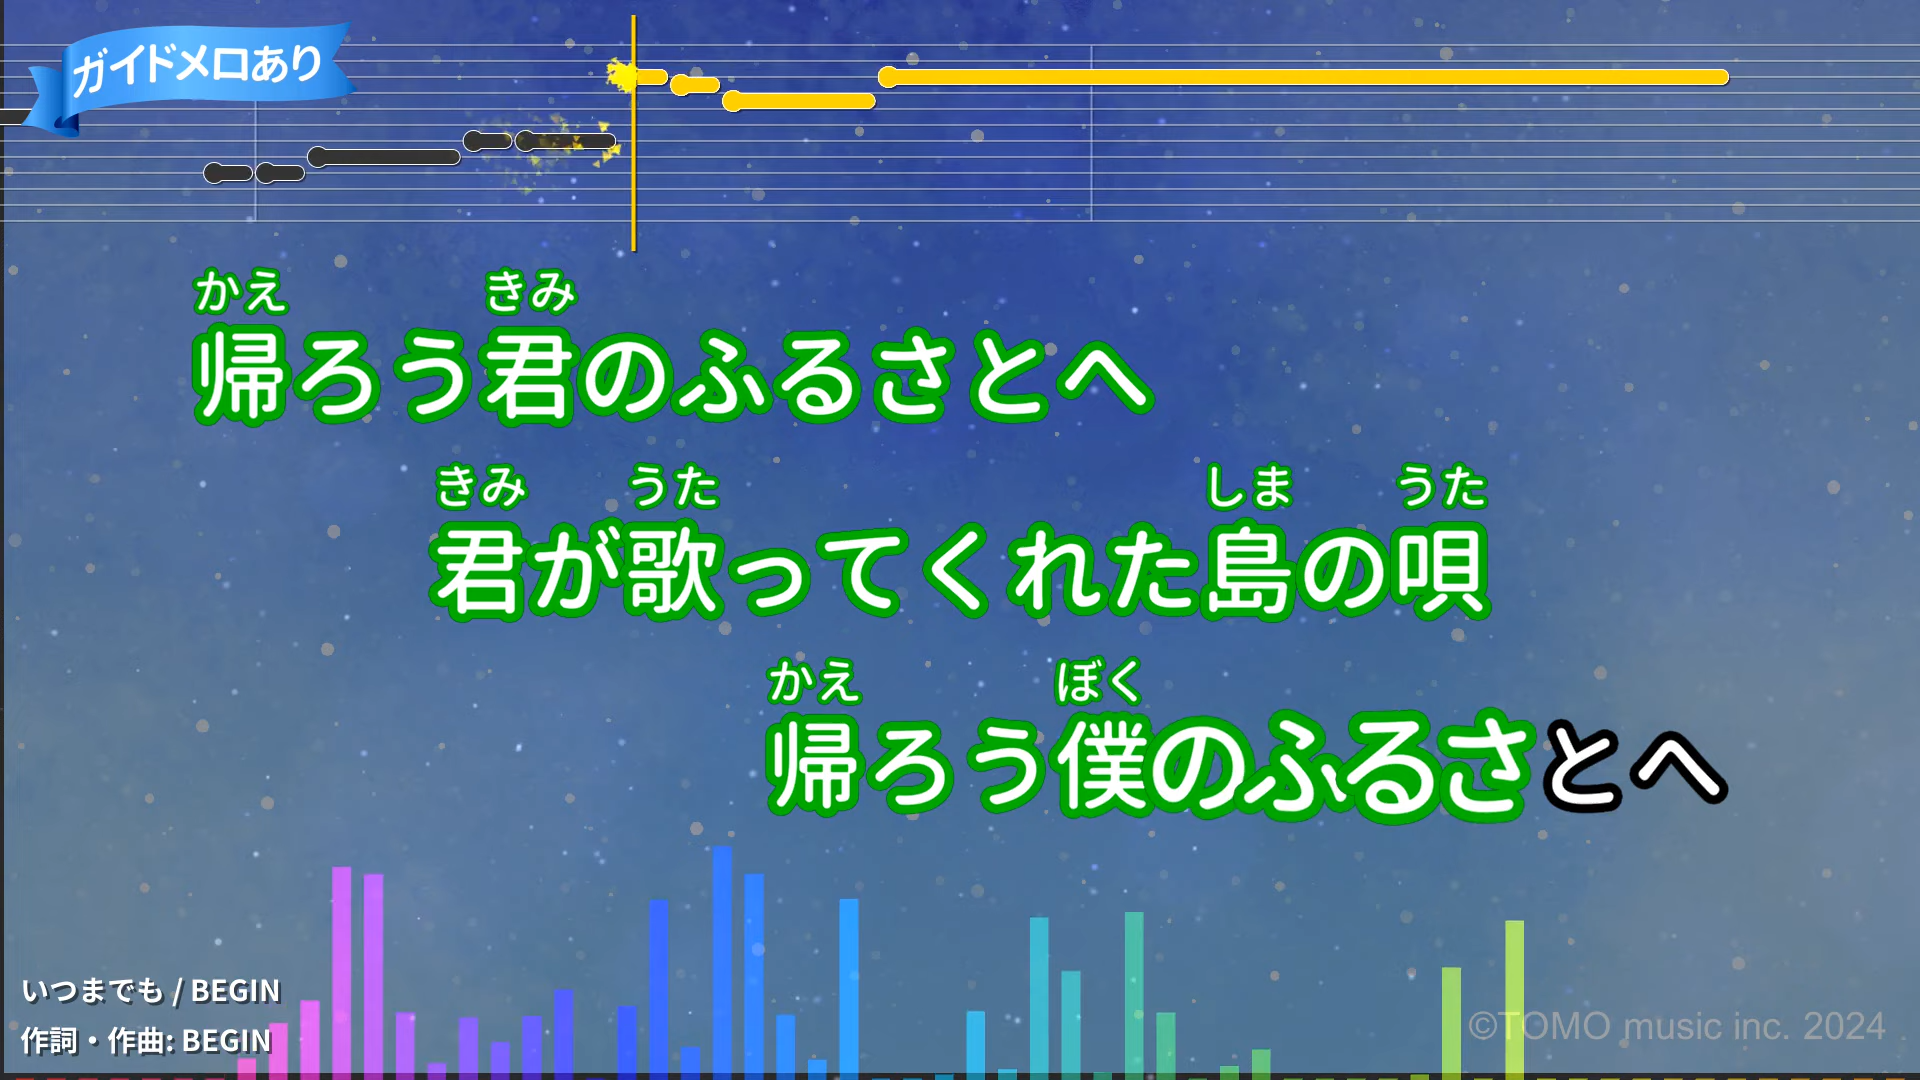 ガイドメロあり
かえ きみ
帰ろう君のふるさとへ
きみ うた しま うた
君が歌ってくれた島の唄
かえ ぼく
帰ろう僕のふるさとへ
いつまでも / BEGIN
作詞・作曲: BEGIN
©TOMO music inc. 2024